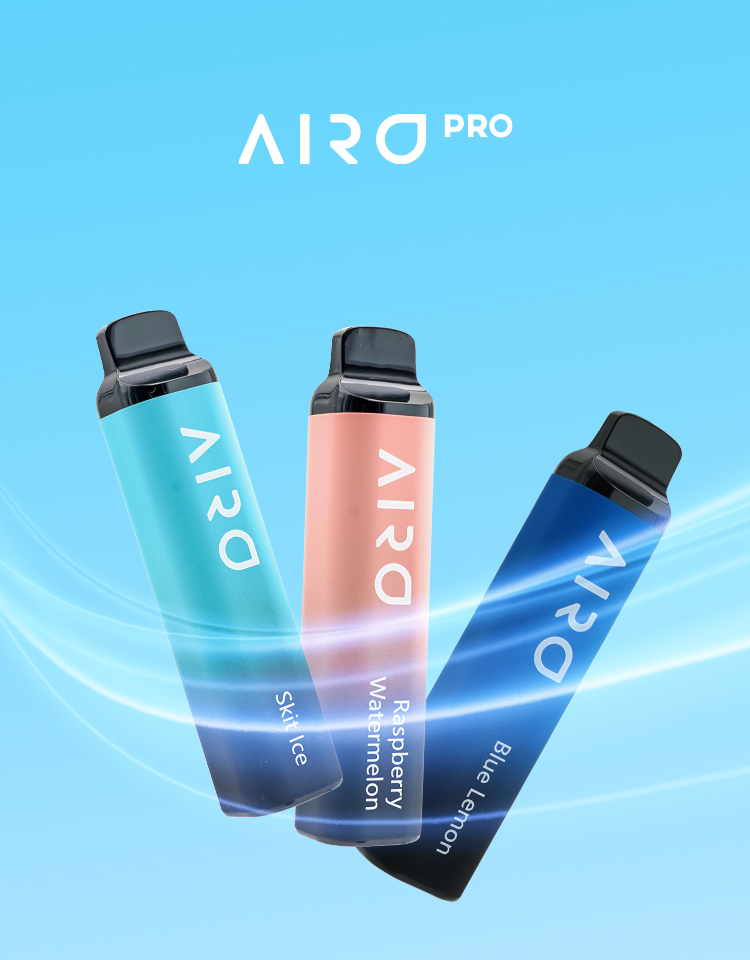 AIRO PRO
AIRO
Skit Ice
AIRO
Raspberry
Watermelon
AIRO
Blue Lemon